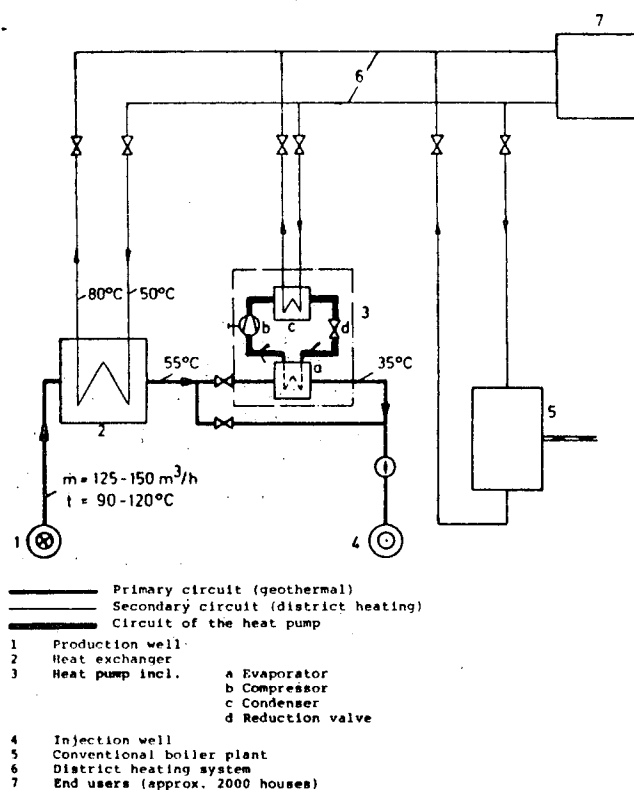 7
6
80°C
50°C
3
b
c
d
55°C
a
35°C
2
5
ṁ = 125-150 m³/h
t = 90-120°C
1
4
Primary circuit (geothermal)
Secondary circuit (district heating)
Circuit of the heat pump
1 Production well
2 Heat exchanger
3 Heat pump incl. a Evaporator
b Compressor
c Condenser
d Reduction valve
4 Injection well
5 Conventional boiler plant
6 District heating system
7 End users (approx. 2000 houses)